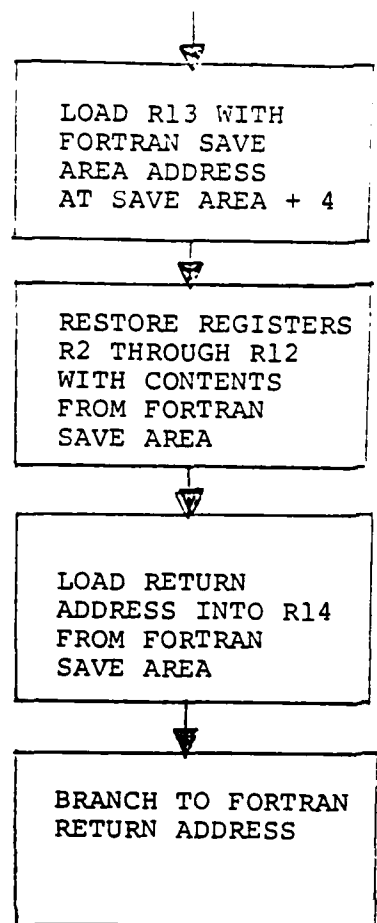 LOAD R13 WITH
FORTRAN SAVE
AREA ADDRESS
AT SAVE AREA + 4
RESTORE REGISTERS
R2 THROUGH R12
WITH CONTENTS
FROM FORTRAN
SAVE AREA
LOAD RETURN
ADDRESS INTO R14
FROM FORTRAN
SAVE AREA
BRANCH TO FORTRAN
RETURN ADDRESS